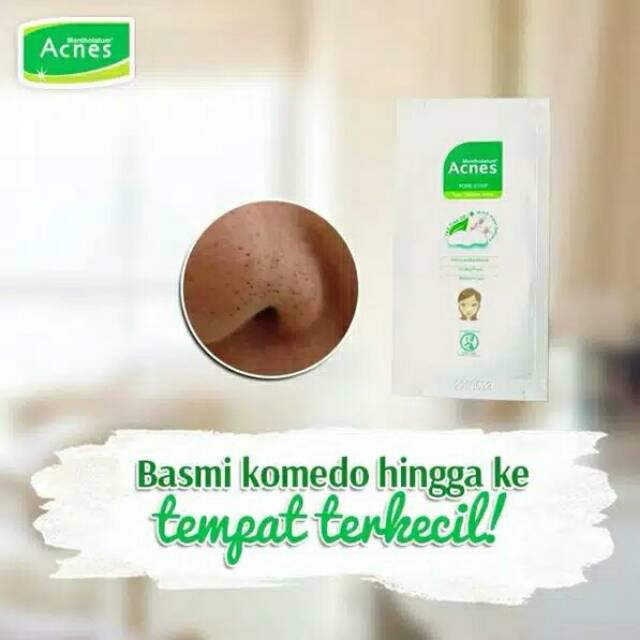 Mentholatum
Acnes
Mentholatum
Acnes
PORE STRIP
Basmi komedo hingga ke
tempat terkecil!